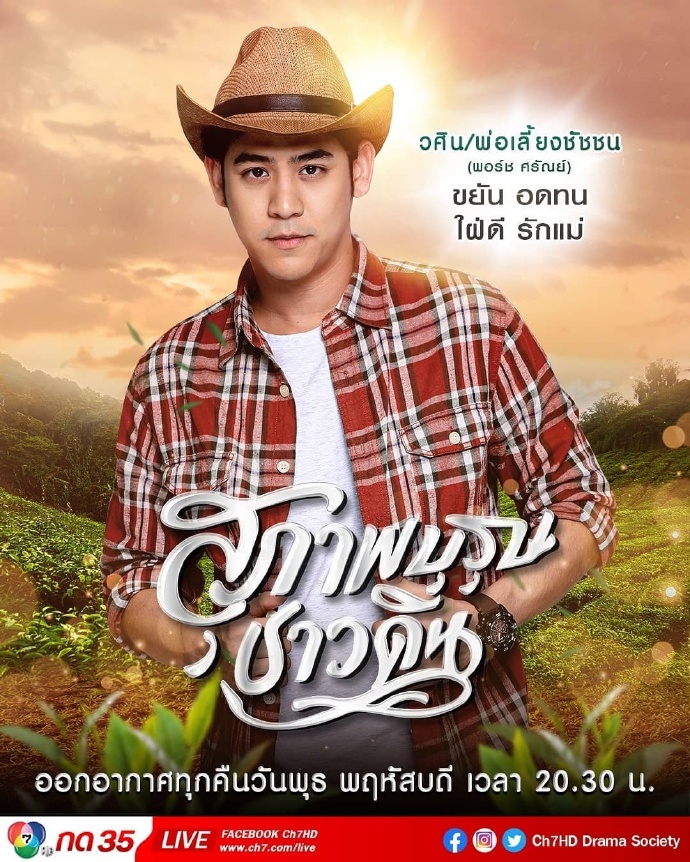 วศิน/พ่อเลี้ยงชัชชน
(พอร์ช ศรัณย์)
ขยัน อดทน
ใฝ่ดี รักแม่
สุภาพบุรุษ
ชาวดิน
ออกอากาศทุกคืนวันพุธ พฤหัสบดี เวลา 20.30 น.
7 HD กด 35 LIVE FACEBOOK Ch7HD
www.ch7.com/live
Ch7HD Drama Society